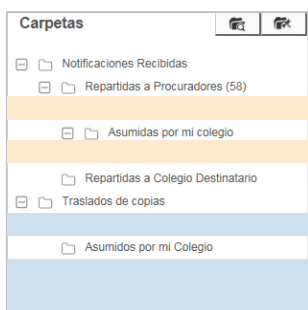 Carpetas
Notificaciones Recibidas
Repartidas a Procuradores (58)
Asumidas por mi colegio
Repartidas a Colegio Destinatario
Traslados de copias
Asumidos por mi Colegio